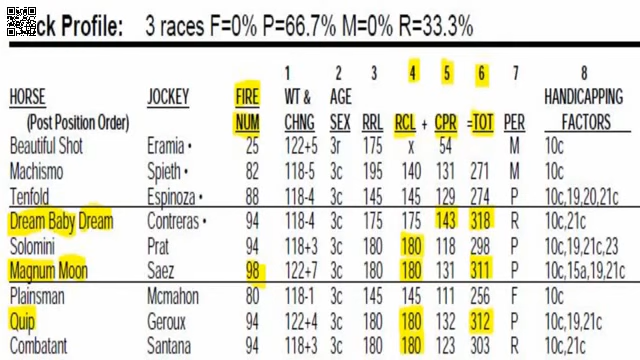 ck Profile: 3 races F=0% P=66.7% M=0% R=33.3%
1 2 3 4 5 6 7 8
HORSE JOCKEY FIRE WT & AGE HANDICAPPING
(Post Position Order) NUM CHNG SEX RRL RCL + CPR =TOT PER FACTORS
Beautiful Shot Eramia • 25 122+5 3r 175 x 54 M 10c
Machismo Spieth • 82 118-5 3c 195 140 131 271 M 10c
Tenfold Espinoza • 88 118-4 3c 145 145 129 274 P 10c,19,20,21c
Dream Baby Dream Contreras • 94 118-4 3c 175 175 143 318 R 10c,21c
Solomini Prat 94 118+3 3c 180 180 118 298 P 10c,19,21c,23
Magnum Moon Saez 98 122+7 3c 180 180 131 311 P 10c,15a,19,21c
Plainsman Mcmahon 80 118-1 3c 145 145 111 256 F 10c
Quip Geroux 94 122+4 3c 180 180 132 312 P 10c,19,21c
Combatant Santana 94 118+3 3c 180 180 123 303 R 10c,21c